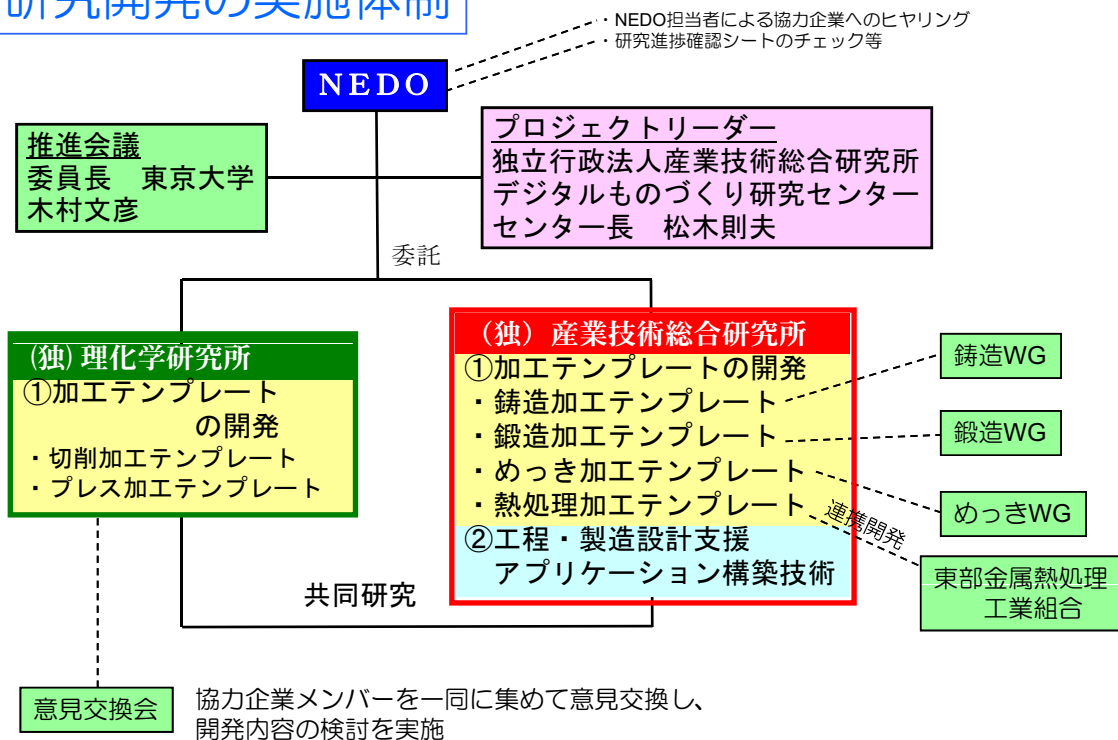 研究開発の実施体制
・NEDO担当者による協力企業へのヒヤリング
・研究進捗確認シートのチェック等
NEDO
推進会議
委員長　東京大学
木村文彦
プロジェクトリーダー
独立行政法人産業技術総合研究所
デジタルものづくり研究センター
センター長　松木則夫
委託
(独)理化学研究所
①加工テンプレート
の開発
・切削加工テンプレート
・プレス加工テンプレート
（独）産業技術総合研究所
①加工テンプレートの開発
・鋳造加工テンプレート
・鍛造加工テンプレート
・めっき加工テンプレート
・熱処理加工テンプレート
②工程・製造設計支援
アプリケーション構築技術
鋳造WG
鍛造WG
めっきWG
連携開発
東部金属熱処理
工業組合
共同研究
意見交換会
協力企業メンバーを一同に集めて意見交換し、
開発内容の検討を実施